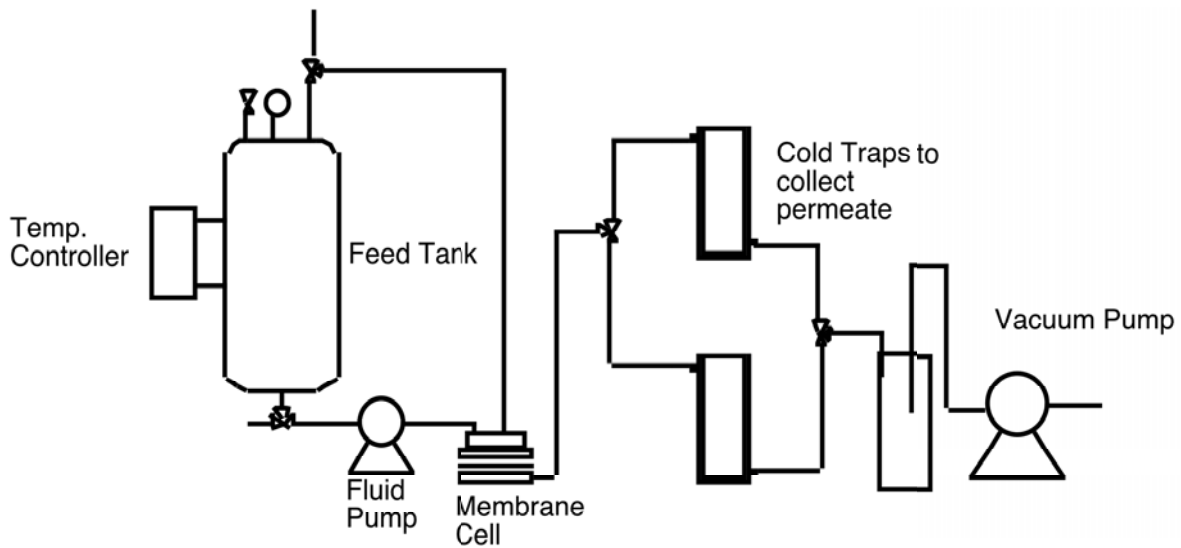 Temp.
Controller
Feed Tank
Fluid
Pump
Membrane
Cell
Cold Traps to
collect
permeate
Vacuum Pump